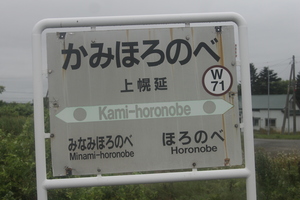 かみほろのべ
上幌延
W
71
Kami-horonobe
みなみほろのべ ほろのべ
Minami-horonobe Horonobe